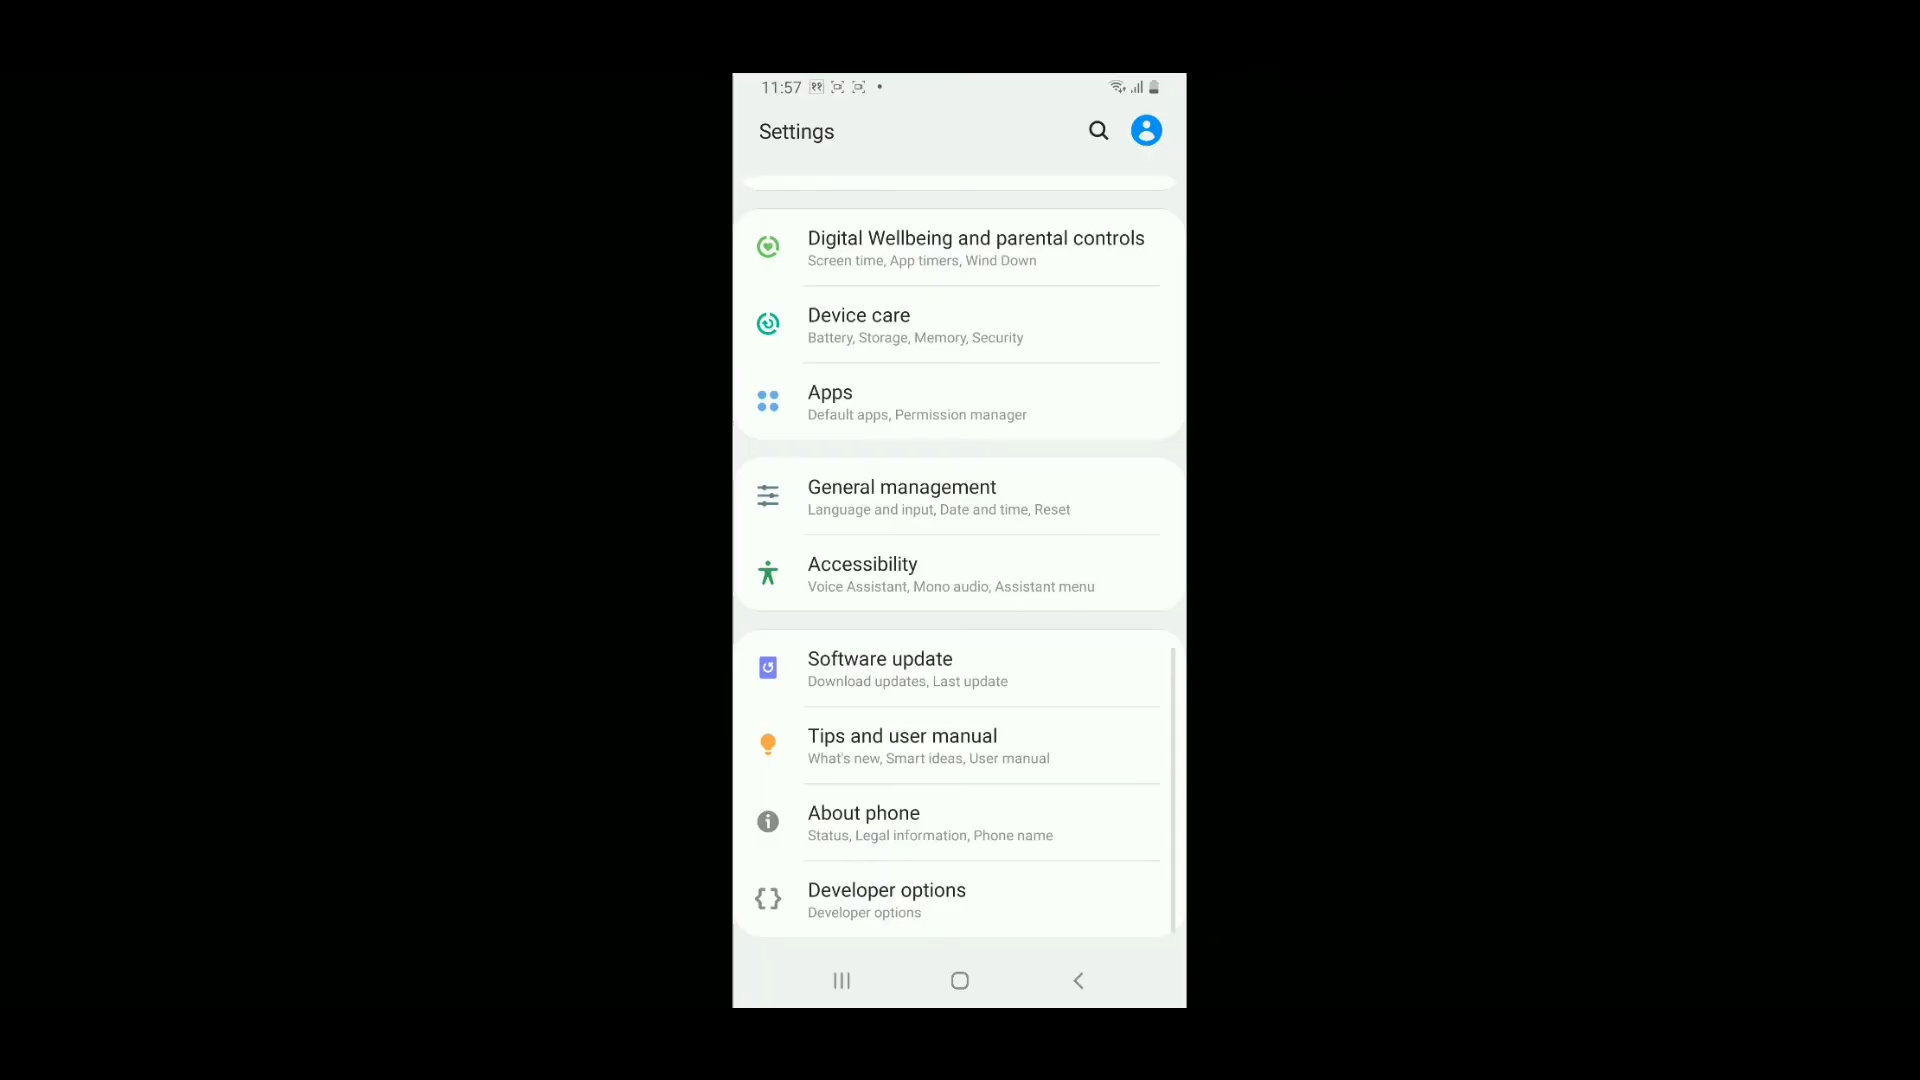 11:57
Settings
Digital Wellbeing and parental controls
Screen time, App timers, Wind Down
Device care
Battery, Storage, Memory, Security
Apps
Default apps, Permission manager
General management
Language and input, Date and time, Reset
Accessibility
Voice Assistant, Mono audio, Assistant menu
Software update
Download updates, Last update
Tips and user manual
What's new, Smart ideas, User manual
About phone
Status, Legal information, Phone name
Developer options
Developer options